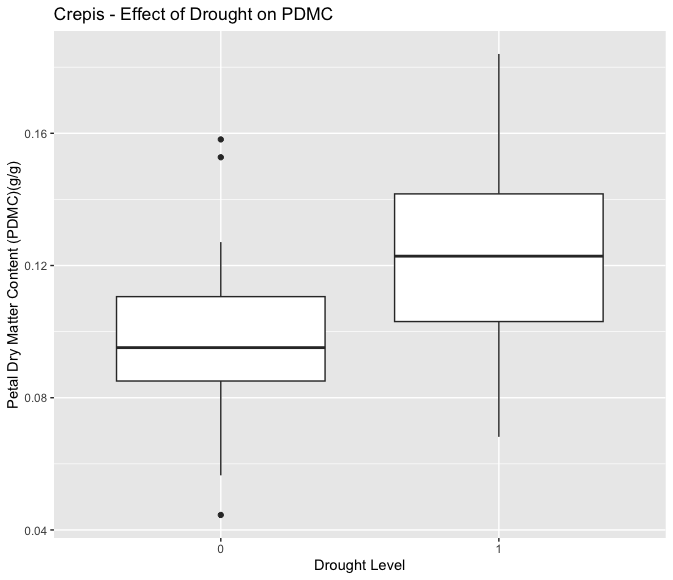 Crepis - Effect of Drought on PDMC
Petal Dry Matter Content (PDMC)(g/g)
0.16
0.12
0.08
0.04
0 1
Drought Level